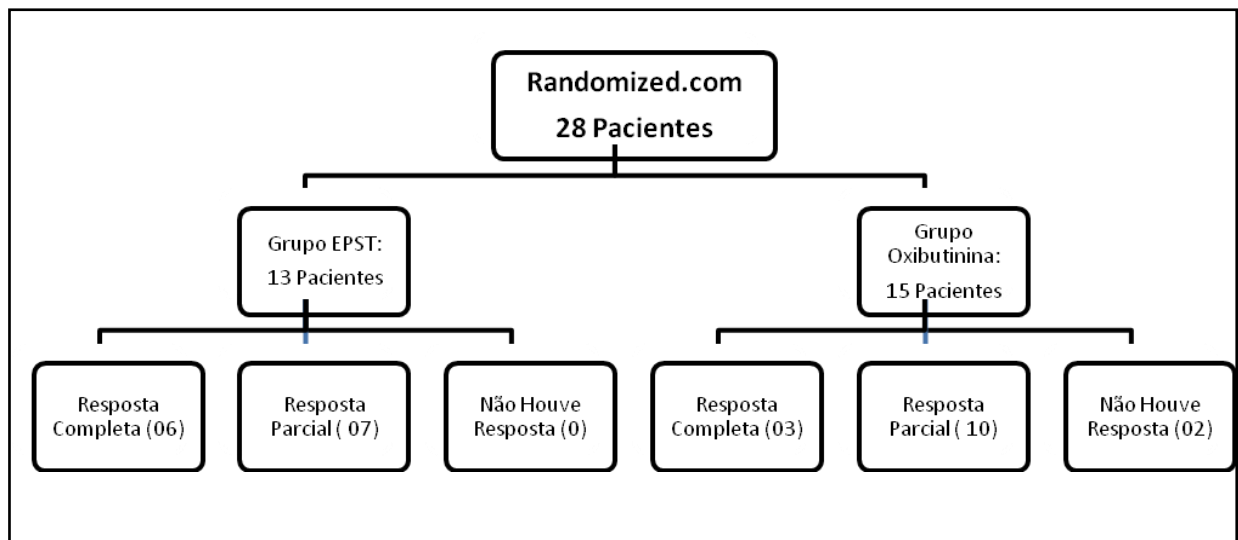 Randomized.com
28 Pacientes
Grupo EPST:
13 Pacientes
Grupo
Oxibutinina:
15 Pacientes
Resposta
Completa (06)
Resposta
Parcial ( 07)
Não Houve
Resposta (0)
Resposta
Completa (03)
Resposta
Parcial ( 10)
Não Houve
Resposta (02)